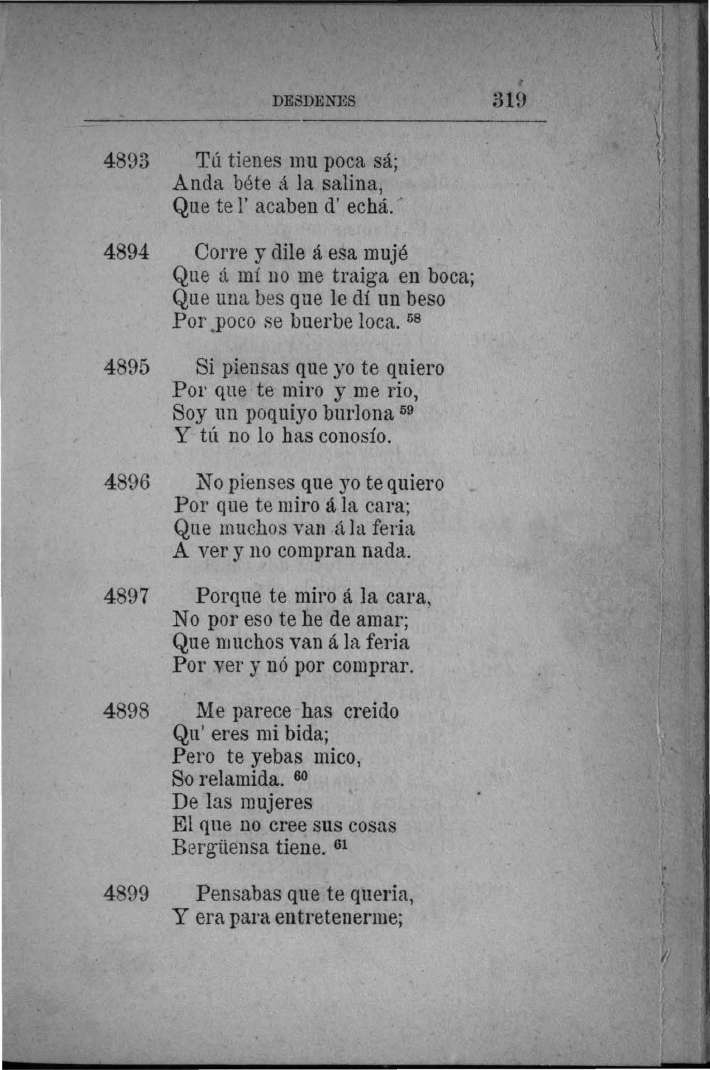 DESDENES 319
4893 Tú tienes mu poca sá;
Anda béte á la salina,
Que te l' acaben d' echá.
4894 Corre y dile á esa mujé
Que á mí no me traiga en boca;
Que una bes que le dí un beso
Por poco se buerbe loca. 58
4895 Si piensas que yo te quiero
Por que te miro y me rio,
Soy un poquiyo burlona 59
Y tú no lo has conosío.
4896 No pienses que yo te quiero
Por que te miro á la cara;
Que muchos van á la feria
A ver y no compran nada.
4897 Porque te miro á la cara,
No por eso te he de amar;
Que muchos van á la feria
Por ver y nó por comprar.
4898 Me parece has creido
Qu' eres mi bida;
Pero te yebas mico,
So relamida. 60
De las mujeres
El que no cree sus cosas
Bergüensa tiene. 61
4899 Pensabas que te queria,
Y era para entretenerme;